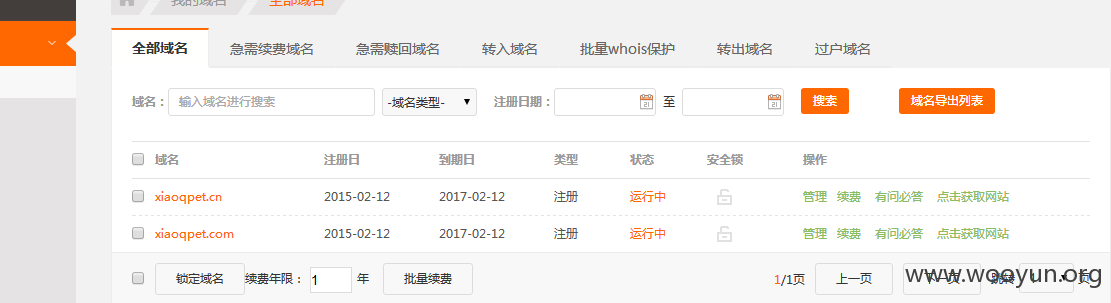 我的域名 全部域名
全部域名 急需续费域名 急需赎回域名 转入域名 批量whois保护 转出域名 过户域名
域名： 输入域名进行搜索 -域名类型- 注册日期： 至 搜索 域名导出列表
域名 注册日 到期日 类型 状态 安全锁 操作
xiaoqpet.cn 2015-02-12 2017-02-12 注册 运行中 管理 续费 有问必答 点击获取网站
xiaoqpet.com 2015-02-12 2017-02-12 注册 运行中 管理 续费 有问必答 点击获取网站
锁定域名 续费年限： 1 年 批量续费 1/1页 上一页 下一页 跳转 1 页
www.wooyun.org